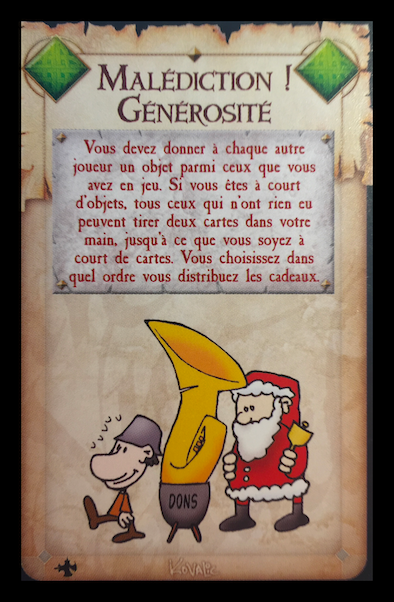 Malédiction !
Générosité
Vous devez donner à chaque autre
joueur un objet parmi ceux que vous
avez en jeu. Si vous êtes à court
d'objets, tous ceux qui n'ont rien eu
peuvent tirer deux cartes dans votre
main, jusqu'à ce que vous soyez à
court de cartes. Vous choisissez dans
quel ordre vous distribuez les cadeaux.
DONS
Kovalic